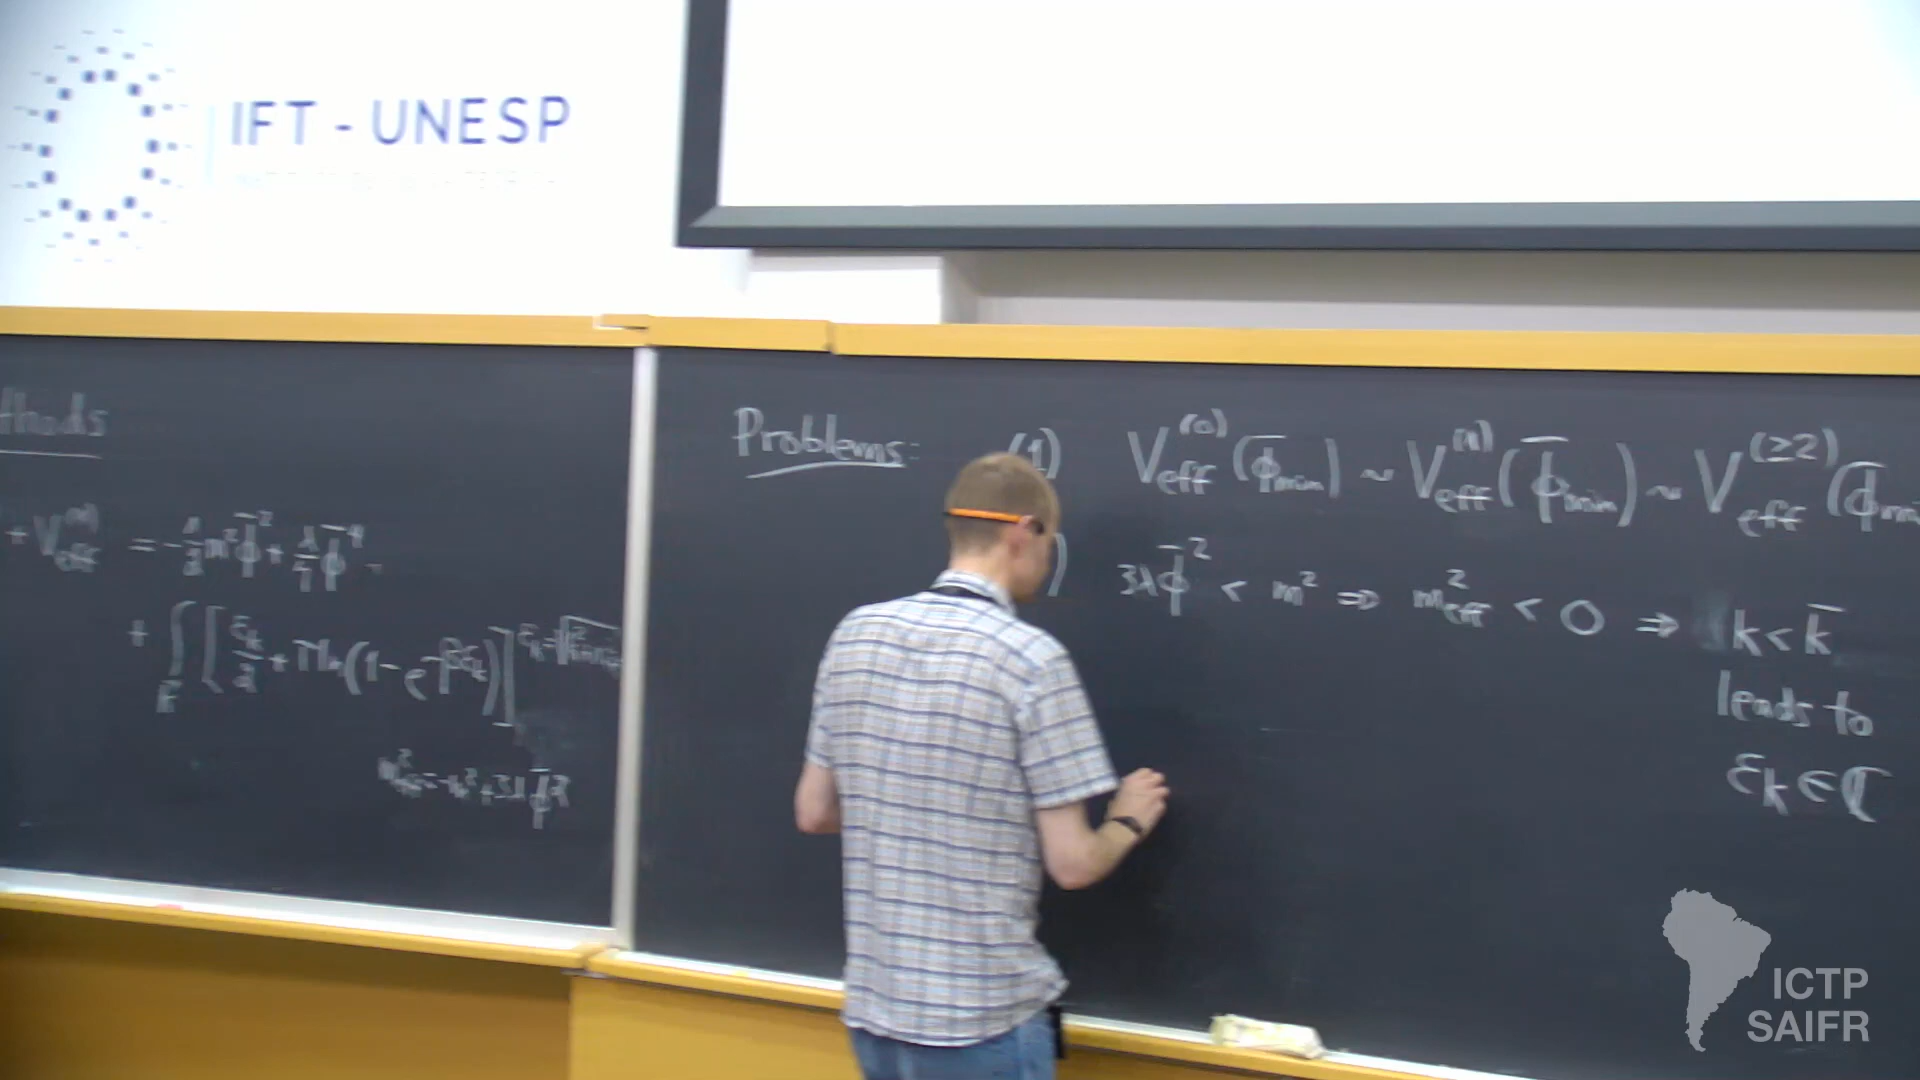 IFT - UNESP
thods
+ V_eff^(1) = -1/2 m² φ̄² + λ/4 φ̄⁴ -
+ ∫_k [ε_k/2 + T ln(1-e^-βε_k)]
m²_eff = -m² + 3λφ̄²
Problems: (1) V_eff^(0)(φ̄_min) ~ V_eff^(1)(φ̄_min) ~ V_eff^(≥2)(φ̄_min
) 3λφ̄² < m² ⇒ m²_eff < 0 ⇒ k < k̄
leads to
ε_k ∈ ℂ
ICTP
SAIFR